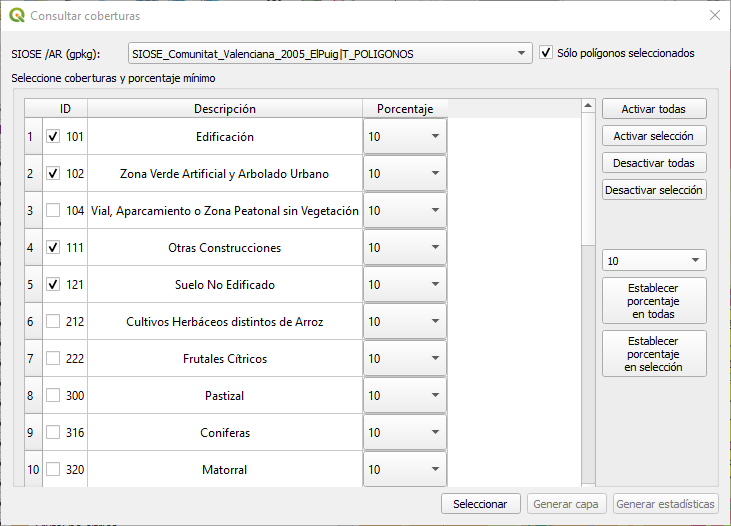 Consultar coberturas
SIOSE /AR (gpkg): SIOSE_Comunitat_Valenciana_2005_ElPuig|T_POLIGONOS Sólo polígonos seleccionados
Seleccione coberturas y porcentaje mínimo
ID Descripción Porcentaje
1 101 Edificación 10
2 102 Zona Verde Artificial y Arbolado Urbano 10
3 104 Vial, Aparcamiento o Zona Peatonal sin Vegetación 10
4 111 Otras Construcciones 10
5 121 Suelo No Edificado 10
6 212 Cultivos Herbáceos distintos de Arroz 10
7 222 Frutales Cítricos 10
8 300 Pastizal 10
9 316 Coniferas 10
10 320 Matorral 10
Activar todas
Activar selección
Desactivar todas
Desactivar selección
10
Establecer
porcentaje
en todas
Establecer
porcentaje
en selección
Seleccionar Generar capa Generar estadísticas